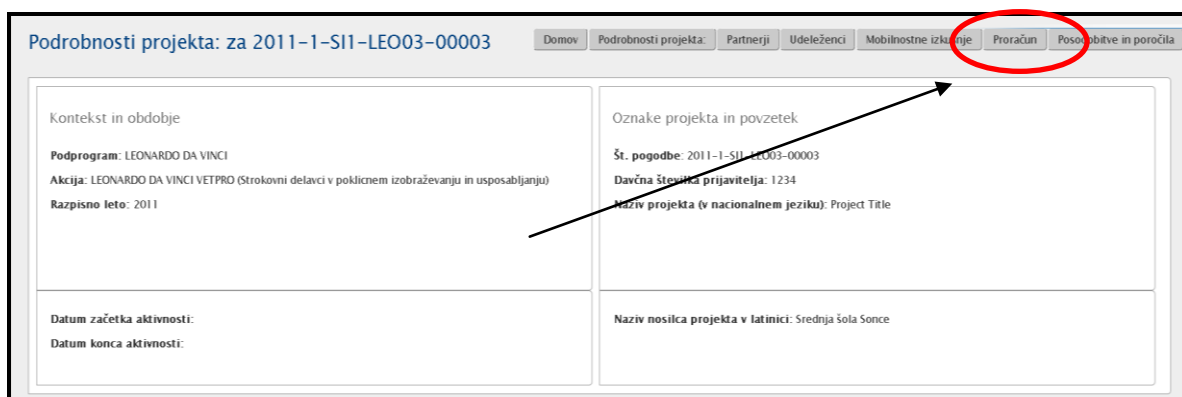 Podrobnosti projekta: za 2011-1-SI1-LEO03-00003
Domov
Podrobnosti projekta:
Partnerji
Udeleženci
Mobilnostne izkušnje
Proračun
Posodobitve in poročila
Kontekst in obdobje
Podprogram: LEONARDO DA VINCI
Akcija: LEONARDO DA VINCI VETPRO (Strokovni delavci v poklicnem izobraževanju in usposabljanju)
Razpisno leto: 2011
Oznake projekta in povzetek
Št. pogodbe: 2011-1-SI1-LEO03-00003
Davčna številka prijavitelja: 1234
Naziv projekta (v nacionalnem jeziku): Project Title
Datum začetka aktivnosti:
Datum konca aktivnosti:
Naziv nosilca projekta v latinici: Srednja šola Sonce